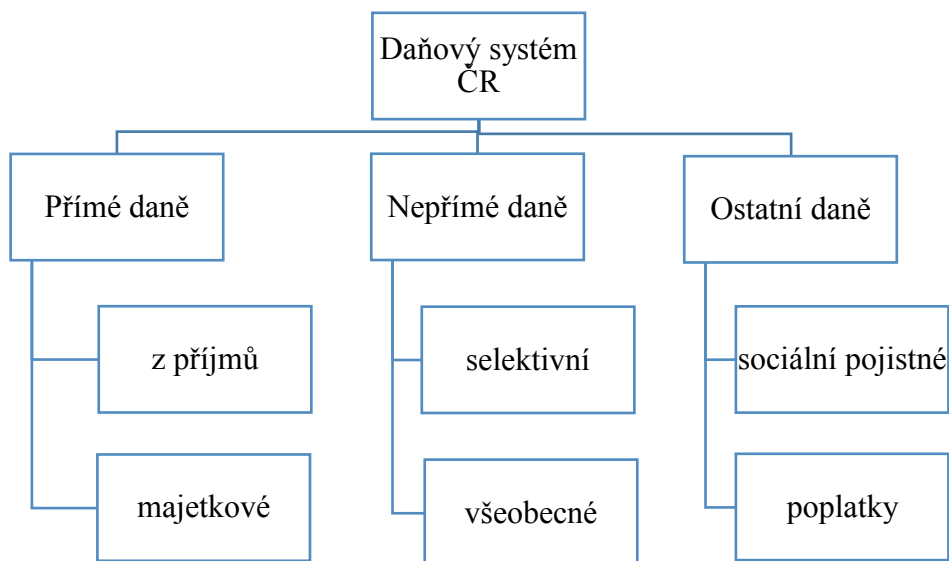 Daňový systém
ČR
Přímé daně
Nepřímé daně
Ostatní daně
z příjmů
selektivní
sociální pojistné
majetkové
všeobecné
poplatky